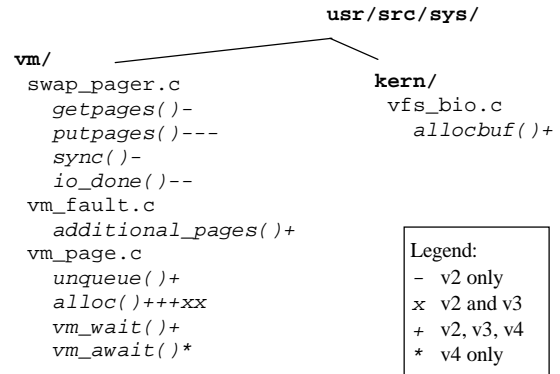 usr/src/sys/
vm/
swap_pager.c
getpages()-
putpages()---
sync()-
io_done()--
vm_fault.c
additional_pages()+
vm_page.c
unqueue()+
alloc()+++xx
vm_wait()+
vm_await()*
kern/
vfs_bio.c
allocbuf()+
Legend:
- v2 only
x v2 and v3
+ v2, v3, v4
* v4 only